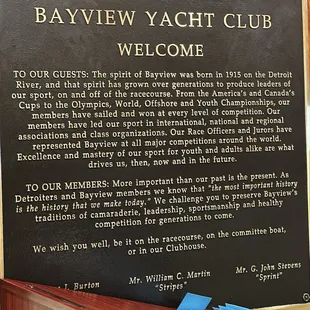 BAYVIEW YACHT CLUB
WELCOME
TO OUR GUESTS: The spirit of Bayview was born in 1915 on the Detroit
River, and that spirit has grown over generations to produce leaders of
our sport, on and off of the racecourse. From the America's and Canada's
Cups to the Olympics, World, Offshore and Youth Championships, our
members have sailed and won at every level of competition. Our
members have led our sport in international, national and regional
associations and class organizations. Our Race Officers and Jurors have
represented Bayview at all major competitions around the world.
Excellence and mastery of our sport for youth and adults alike are what
drives us, then, now and in the future.
TO OUR MEMBERS: More important than our past is the present. As
Detroiters and Bayview members we know that "the most important history
is the history that we make today." We challenge you to preserve Bayview's
traditions of camaraderie, leadership, sportsmanship and healthy
competition for generations to come.
We wish you well, be it on the racecourse, on the committee boat,
or in our Clubhouse.
J. Burton Mr. William C. Martin Mr. G. John Stevens
"Stripes" "Sprint"